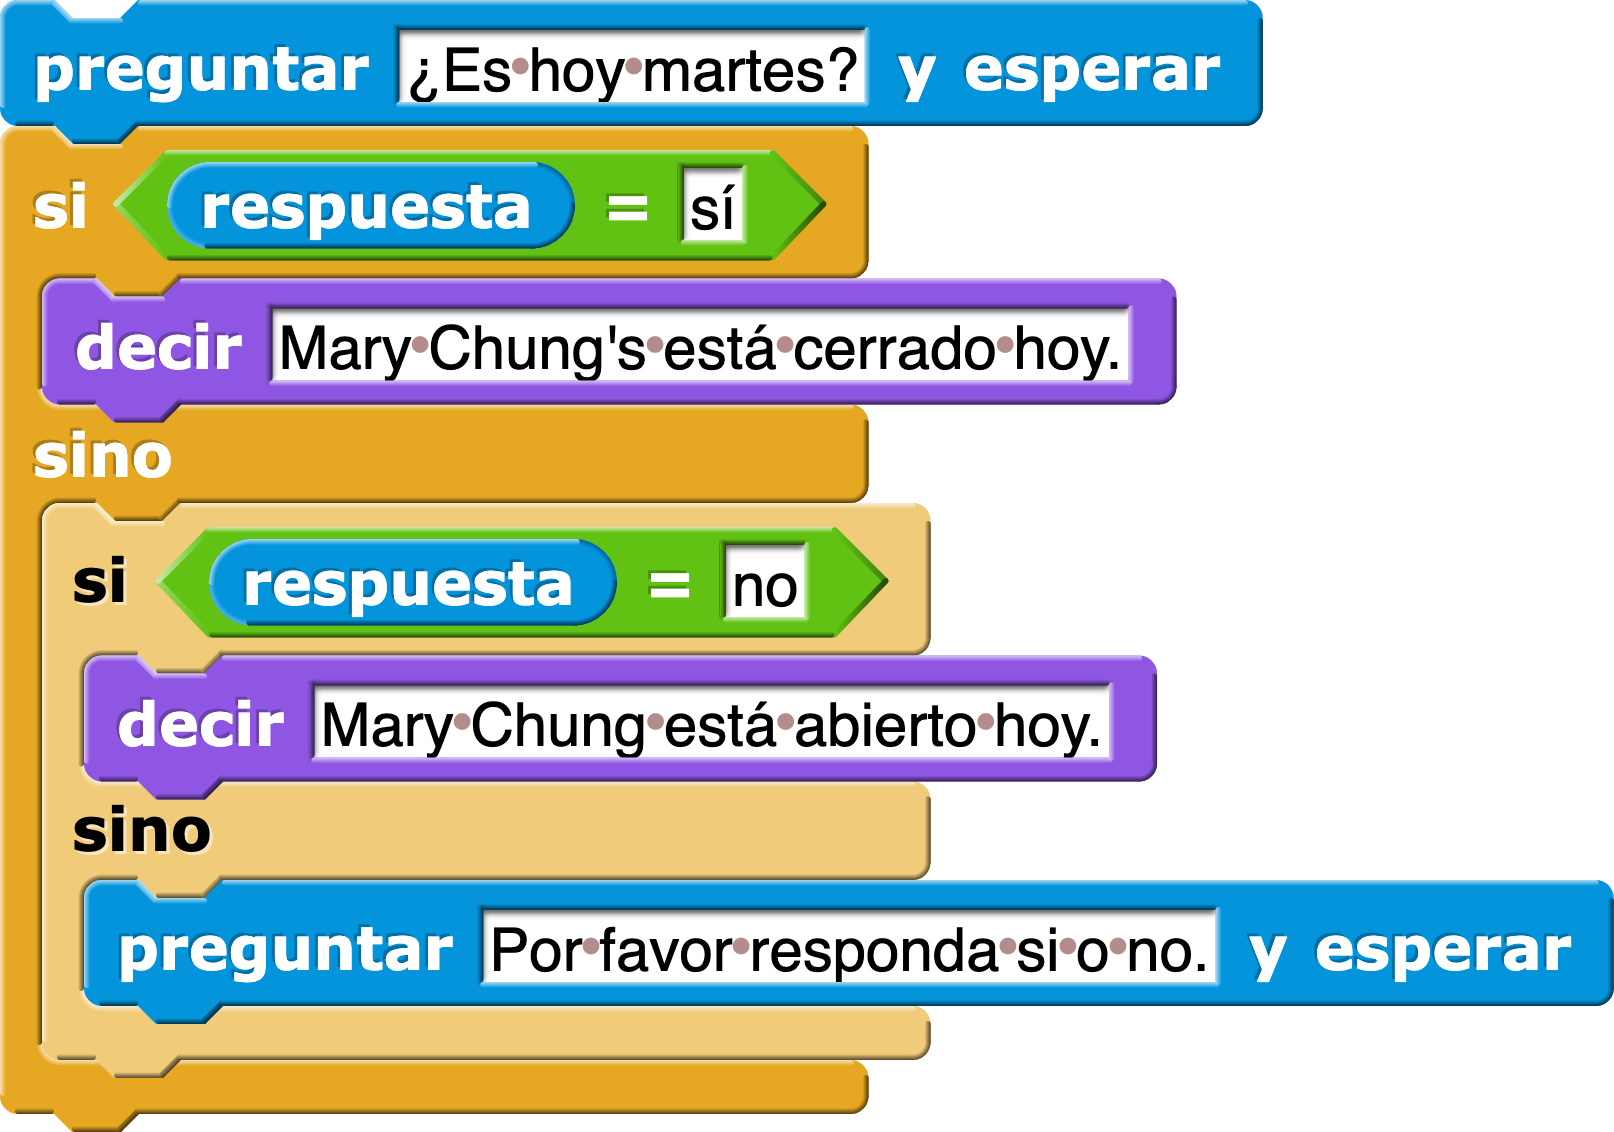 preguntar ¿Es hoy martes? y esperar
si respuesta = sí
decir Mary Chung's está cerrado hoy.
sino
si respuesta = no
decir Mary Chung está abierto hoy.
sino
preguntar Por favor responda si o no. y esperar